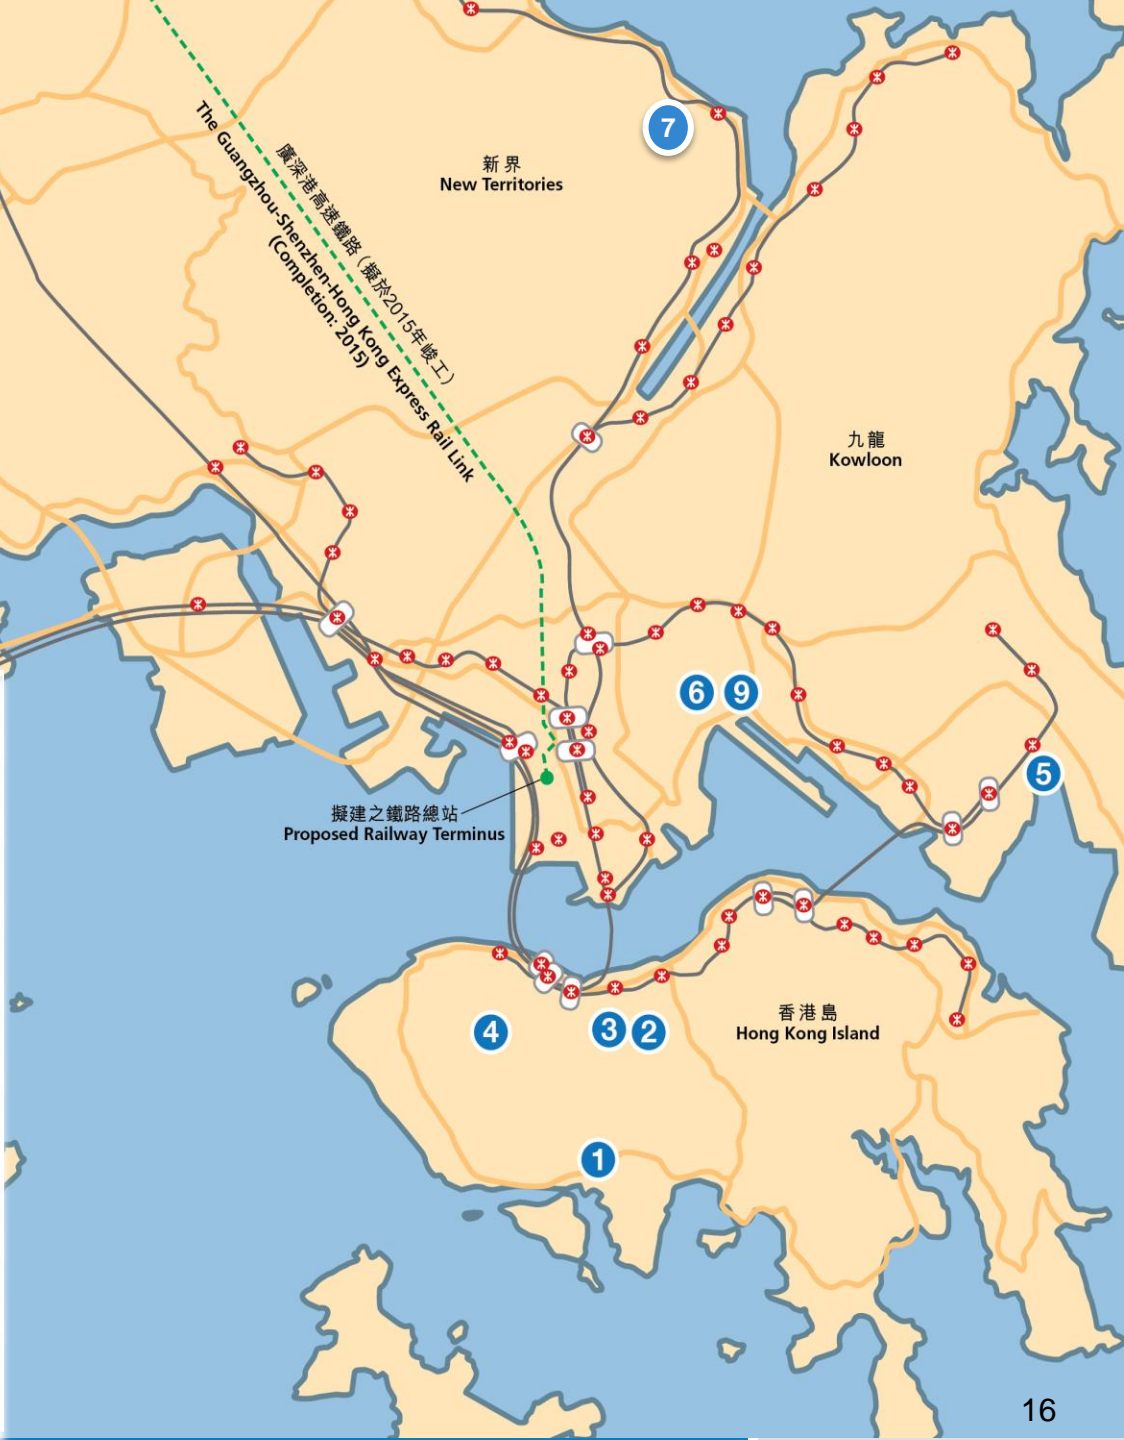 7
新界
New Territories
廣深港高速鐵路（擬於2015年峻工）
The Guangzhou-Shenzhen-Hong Kong Express Rail Link
(Completion: 2015)
九龍
Kowloon
6 9
5
擬建之鐵路總站
Proposed Railway Terminus
香港島
Hong Kong Island
4
3 2
1
16